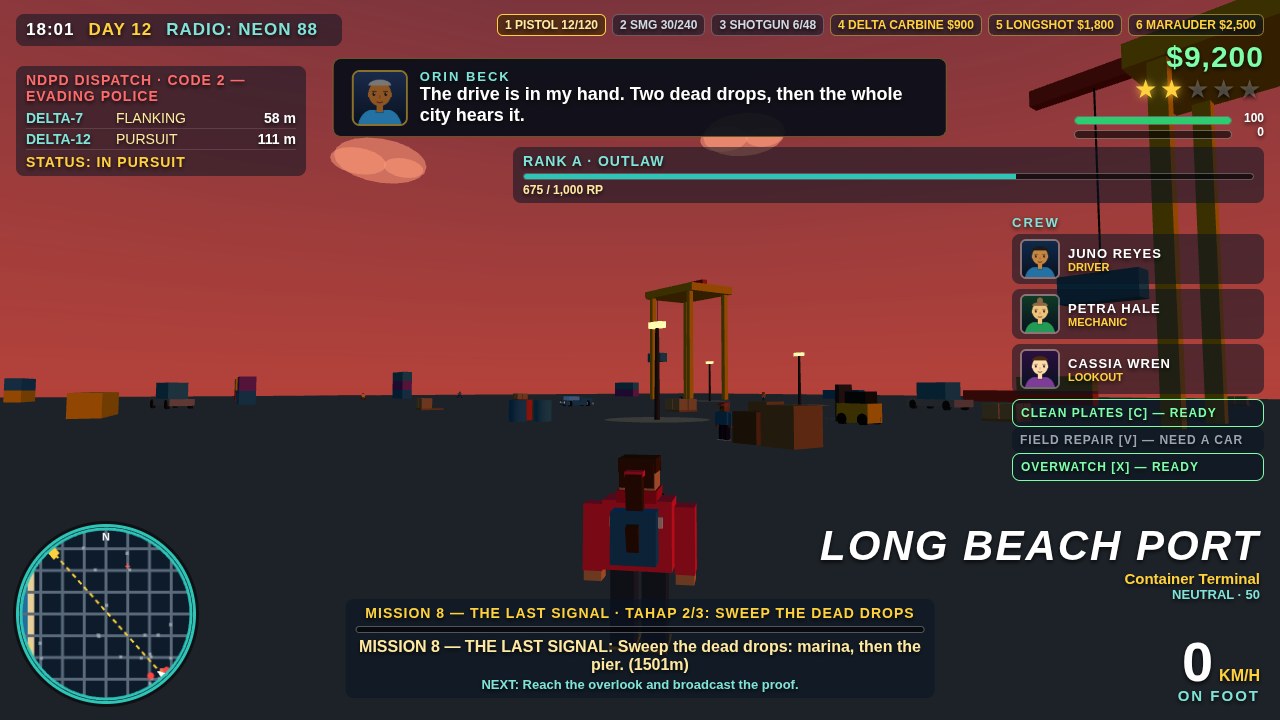 18:01 DAY 12 RADIO: NEON 88
1 PISTOL 12/120
2 SMG 30/240
3 SHOTGUN 6/48
4 DELTA CARBINE $900
5 LONGSHOT $1,800
6 MARAUDER $2,500
$9,200
100
0
NDPD DISPATCH · CODE 2 —
EVADING POLICE
DELTA-7 FLANKING 58 m
DELTA-12 PURSUIT 111 m
STATUS: IN PURSUIT
ORIN BECK
The drive is in my hand. Two dead drops, then the whole
city hears it.
RANK A · OUTLAW
675 / 1,000 RP
CREW
JUNO REYES
DRIVER
PETRA HALE
MECHANIC
CASSIA WREN
LOOKOUT
CLEAN PLATES [C] — READY
FIELD REPAIR [V] — NEED A CAR
OVERWATCH [X] — READY
N
LONG BEACH PORT
Container Terminal
NEUTRAL · 50
MISSION 8 — THE LAST SIGNAL · TAHAP 2/3: SWEEP THE DEAD DROPS
MISSION 8 — THE LAST SIGNAL: Sweep the dead drops: marina, then the
pier. (1501m)
NEXT: Reach the overlook and broadcast the proof.
0 KM/H
ON FOOT